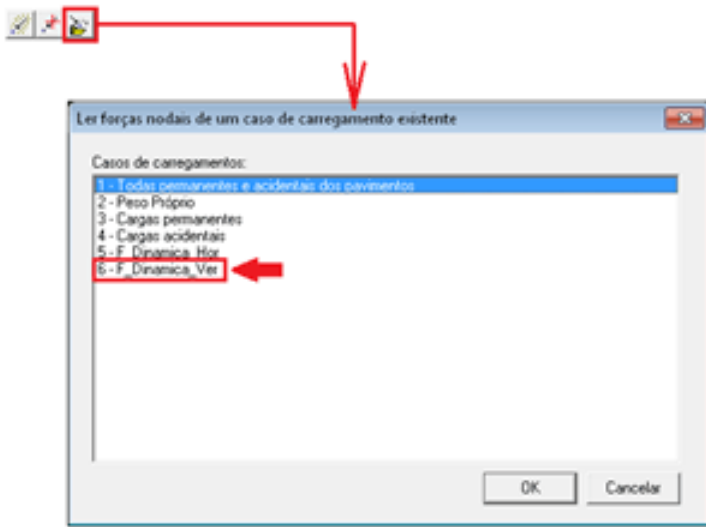 Ler forças nodais de um caso de carregamento existente
Casos de carregamentos:
1 - Todas permanentes e acidentais dos pavimentos
2 - Peso Próprio
3 - Cargas permanentes
4 - Cargas acidentais
5 - F_Dinamica_Hor
6 - F_Dinamica_Ver
OK
Cancelar